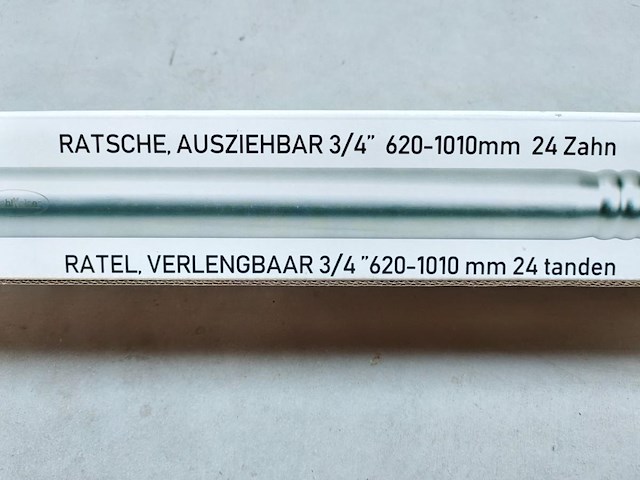 RATSCHE, AUSZIEHBAR 3/4” 620-1010mm 24 Zahn
RATEL, VERLENGBAAR 3/4 ”620-1010 mm 24 tanden